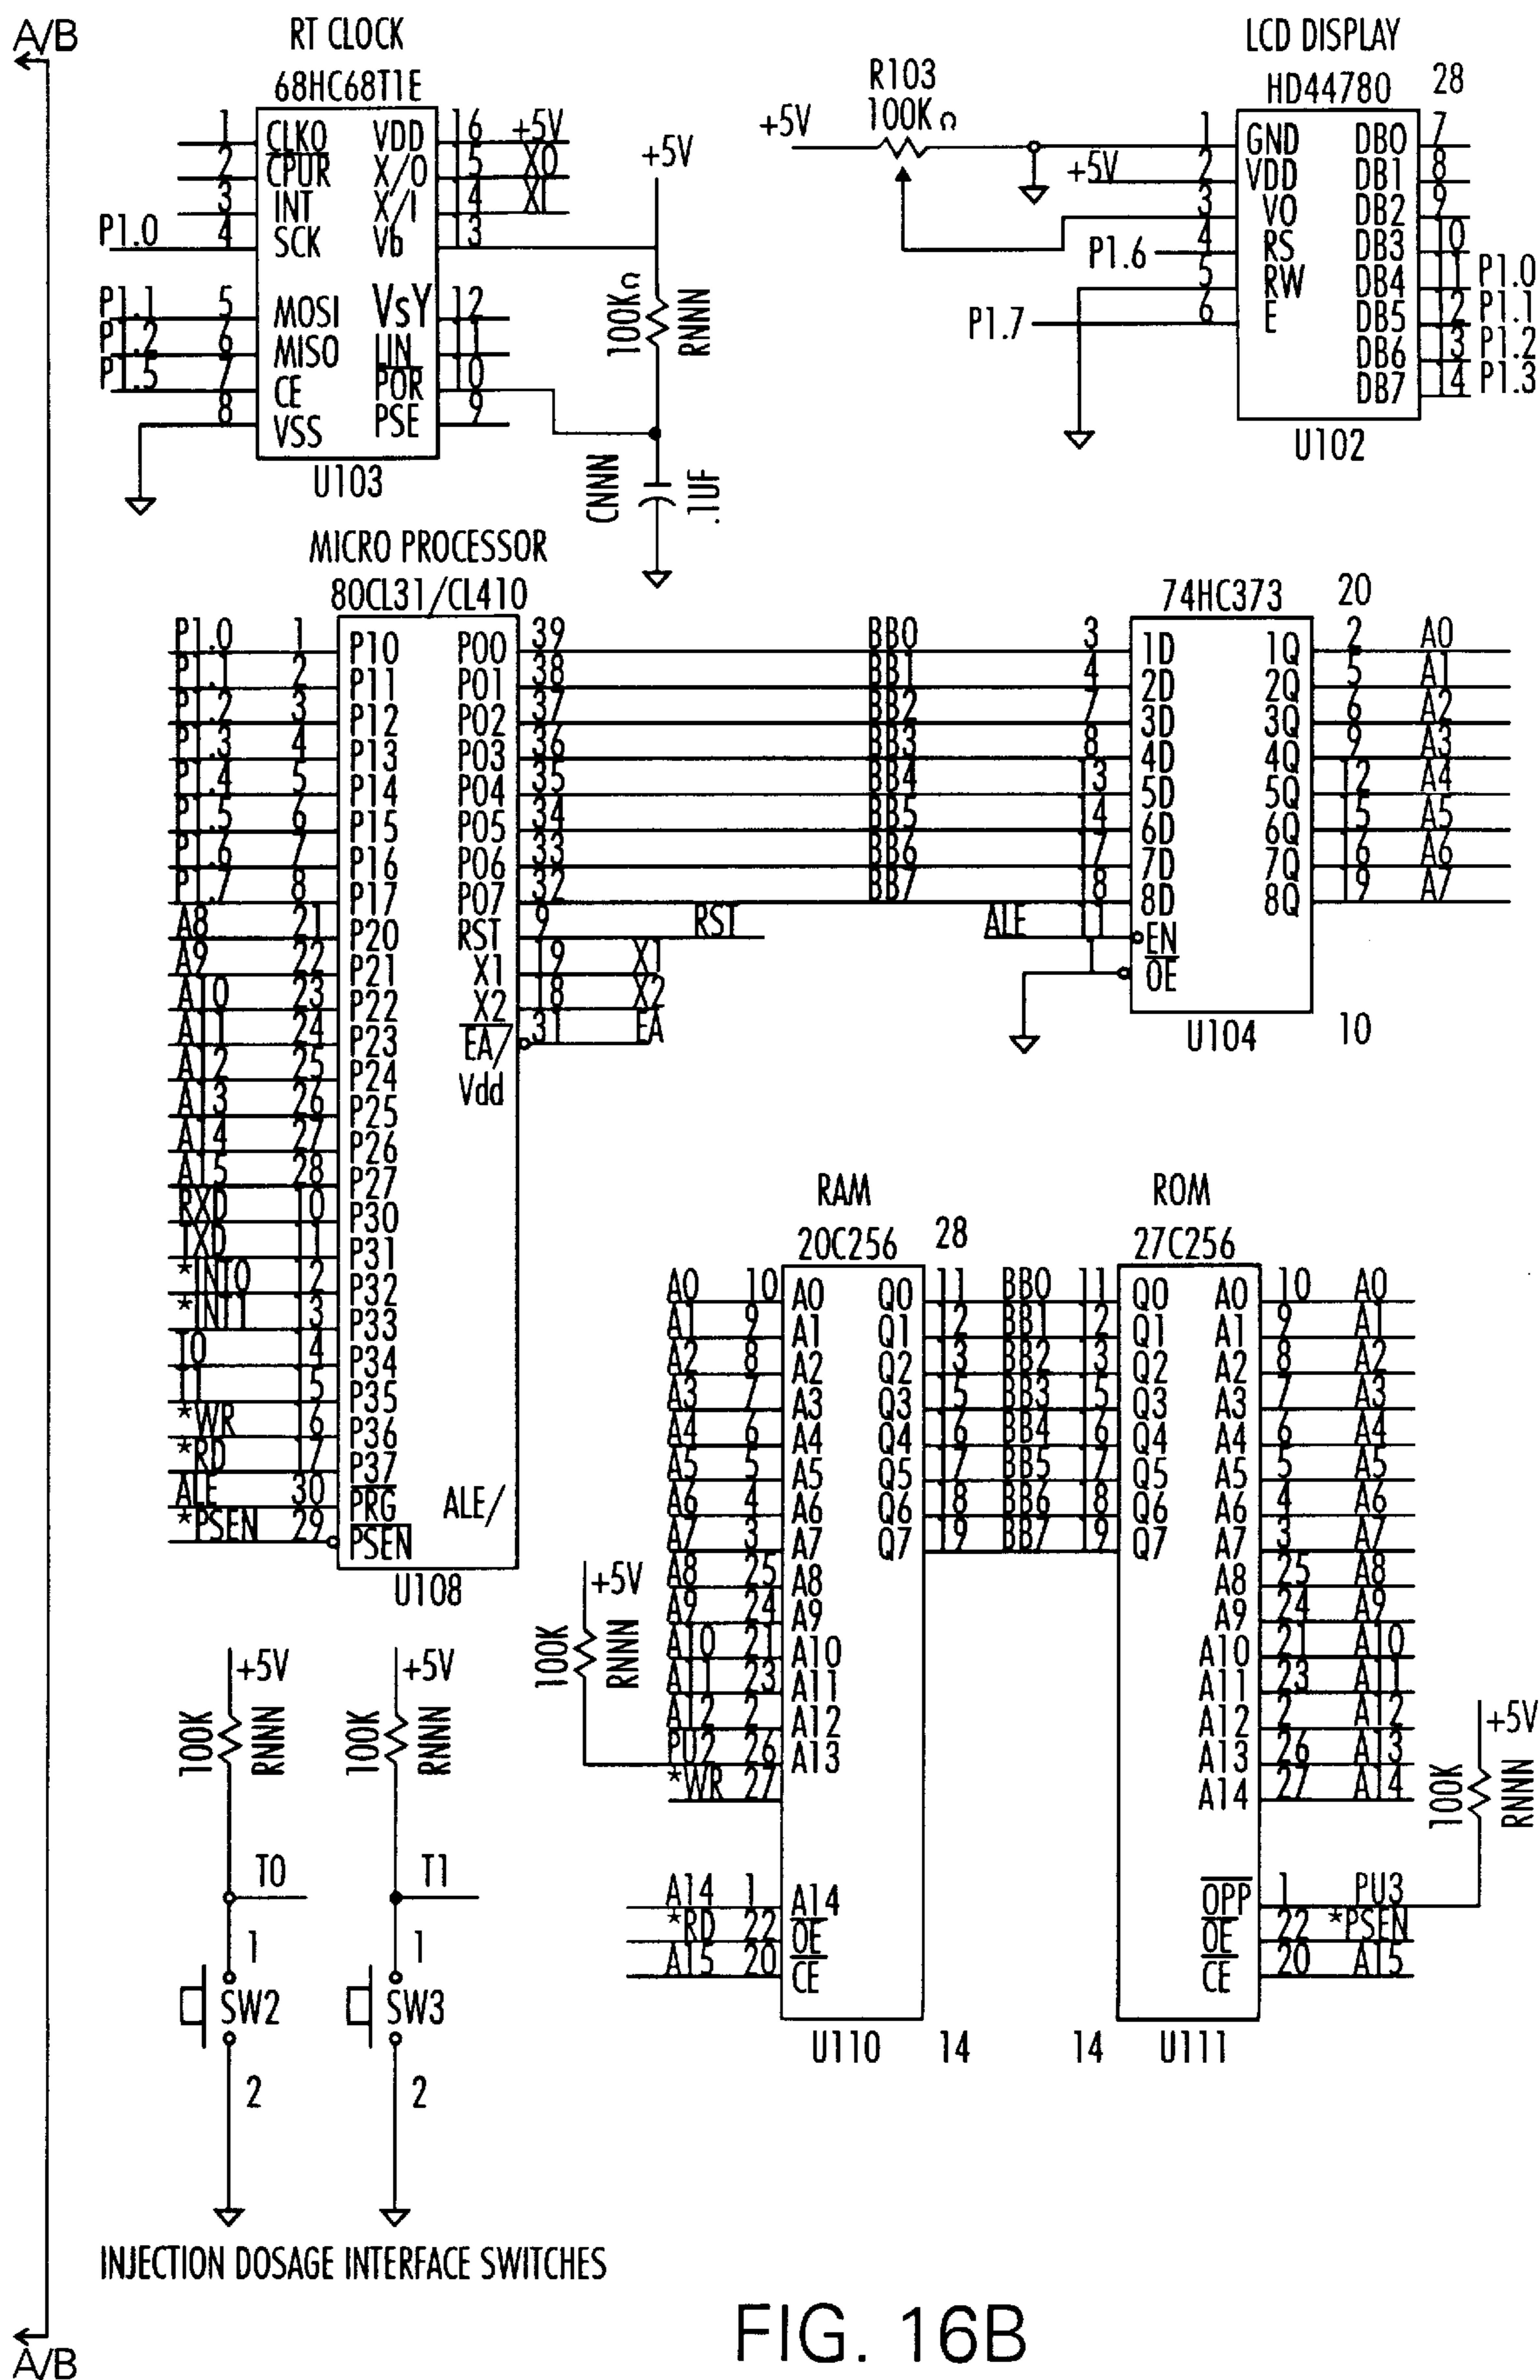 A/B
RT CLOCK
68HC68T1E
1 CLKO VDD 16 +5V
2 CPUR X/O 5 XO
3 INT X/I 4 XI
P1.0 4 SCK Vb 13
P1.1 5 MOSI VsY 12
P1.2 6 MISO LIN 11
P1.5 7 CE POR 10
8 VSS PSE 9
U103
+5V
100KΩ
RNNN
CNNN
.1UF
LCD DISPLAY
HD44780 28
R103
100KΩ
+5V
1 GND DB0 7
+5V 2 VDD DB1 8
3 VO DB2 9
P1.6 4 RS DB3 10
5 RW DB4 11 P1.0
P1.7 6 E DB5 12 P1.1
DB6 13 P1.2
DB7 14 P1.3
U102
MICRO PROCESSOR
80CL31/CL410
P1.0 1 P10 P00 39 BB0
P1.1 2 P11 P01 38 BB1
P1.2 3 P12 P02 37 BB2
P1.3 4 P13 P03 36 BB3
P1.4 5 P14 P04 35 BB4
P1.5 6 P15 P05 34 BB5
P1.6 7 P16 P06 33 BB6
P1.7 8 P17 P07 32 BB7
A8 21 P20 RST 9 RST
A9 22 P21 X1 19 X1
A10 23 P22 X2 18 X2
A11 24 P23 EA/ 31 EA
A12 25 P24 Vdd
A13 26 P25
A14 27 P26
A15 28 P27
RXD 10 P30
TXD 11 P31
*INT0 12 P32
*INT1 13 P33
T0 14 P34
T1 15 P35
*WR 16 P36
*RD 17 P37
ALE 30 PRG ALE/
*PSEN 29 PSEN
U108
74HC373 20
3 1D 1Q 2 A0
4 2D 2Q 5 A1
7 3D 3Q 6 A2
8 4D 4Q 9 A3
13 5D 5Q 12 A4
14 6D 6Q 15 A5
17 7D 7Q 16 A6
18 8D 8Q 19 A7
ALE 11 EN
1 OE
U104 10
RAM
20C256 28
A0 10 A0 Q0 11 BB0
A1 9 A1 Q1 12 BB1
A2 8 A2 Q2 13 BB2
A3 7 A3 Q3 15 BB3
A4 6 A4 Q4 16 BB4
A5 5 A5 Q5 17 BB5
A6 4 A6 Q6 18 BB6
A7 3 A7 Q7 19 BB7
A8 25 A8
A9 24 A9
A10 21 A10
A11 23 A11
A12 2 A12
PU2 26 A13
*WR 27
A14 1 A14
*RD 22 OE
A15 20 CE
U110 14
+5V
100K
RNNN
ROM
27C256
11 Q0 A0 10 A0
12 Q1 A1 9 A1
13 Q2 A2 8 A2
15 Q3 A3 7 A3
16 Q4 A4 6 A4
17 Q5 A5 5 A5
18 Q6 A6 4 A6
19 Q7 A7 3 A7
A8 25 A8
A9 24 A9
A10 21 A10
A11 23 A11
A12 2 A12
A13 26 A13
A14 27 A14
OPP 1 PU3
OE 22 *PSEN
CE 20 A15
14 U111
+5V
100K
RNNN
+5V
100K
RNNN
T0
1
SW2
2
+5V
100K
RNNN
T1
1
SW3
2
INJECTION DOSAGE INTERFACE SWITCHES
A/B
FIG. 16B